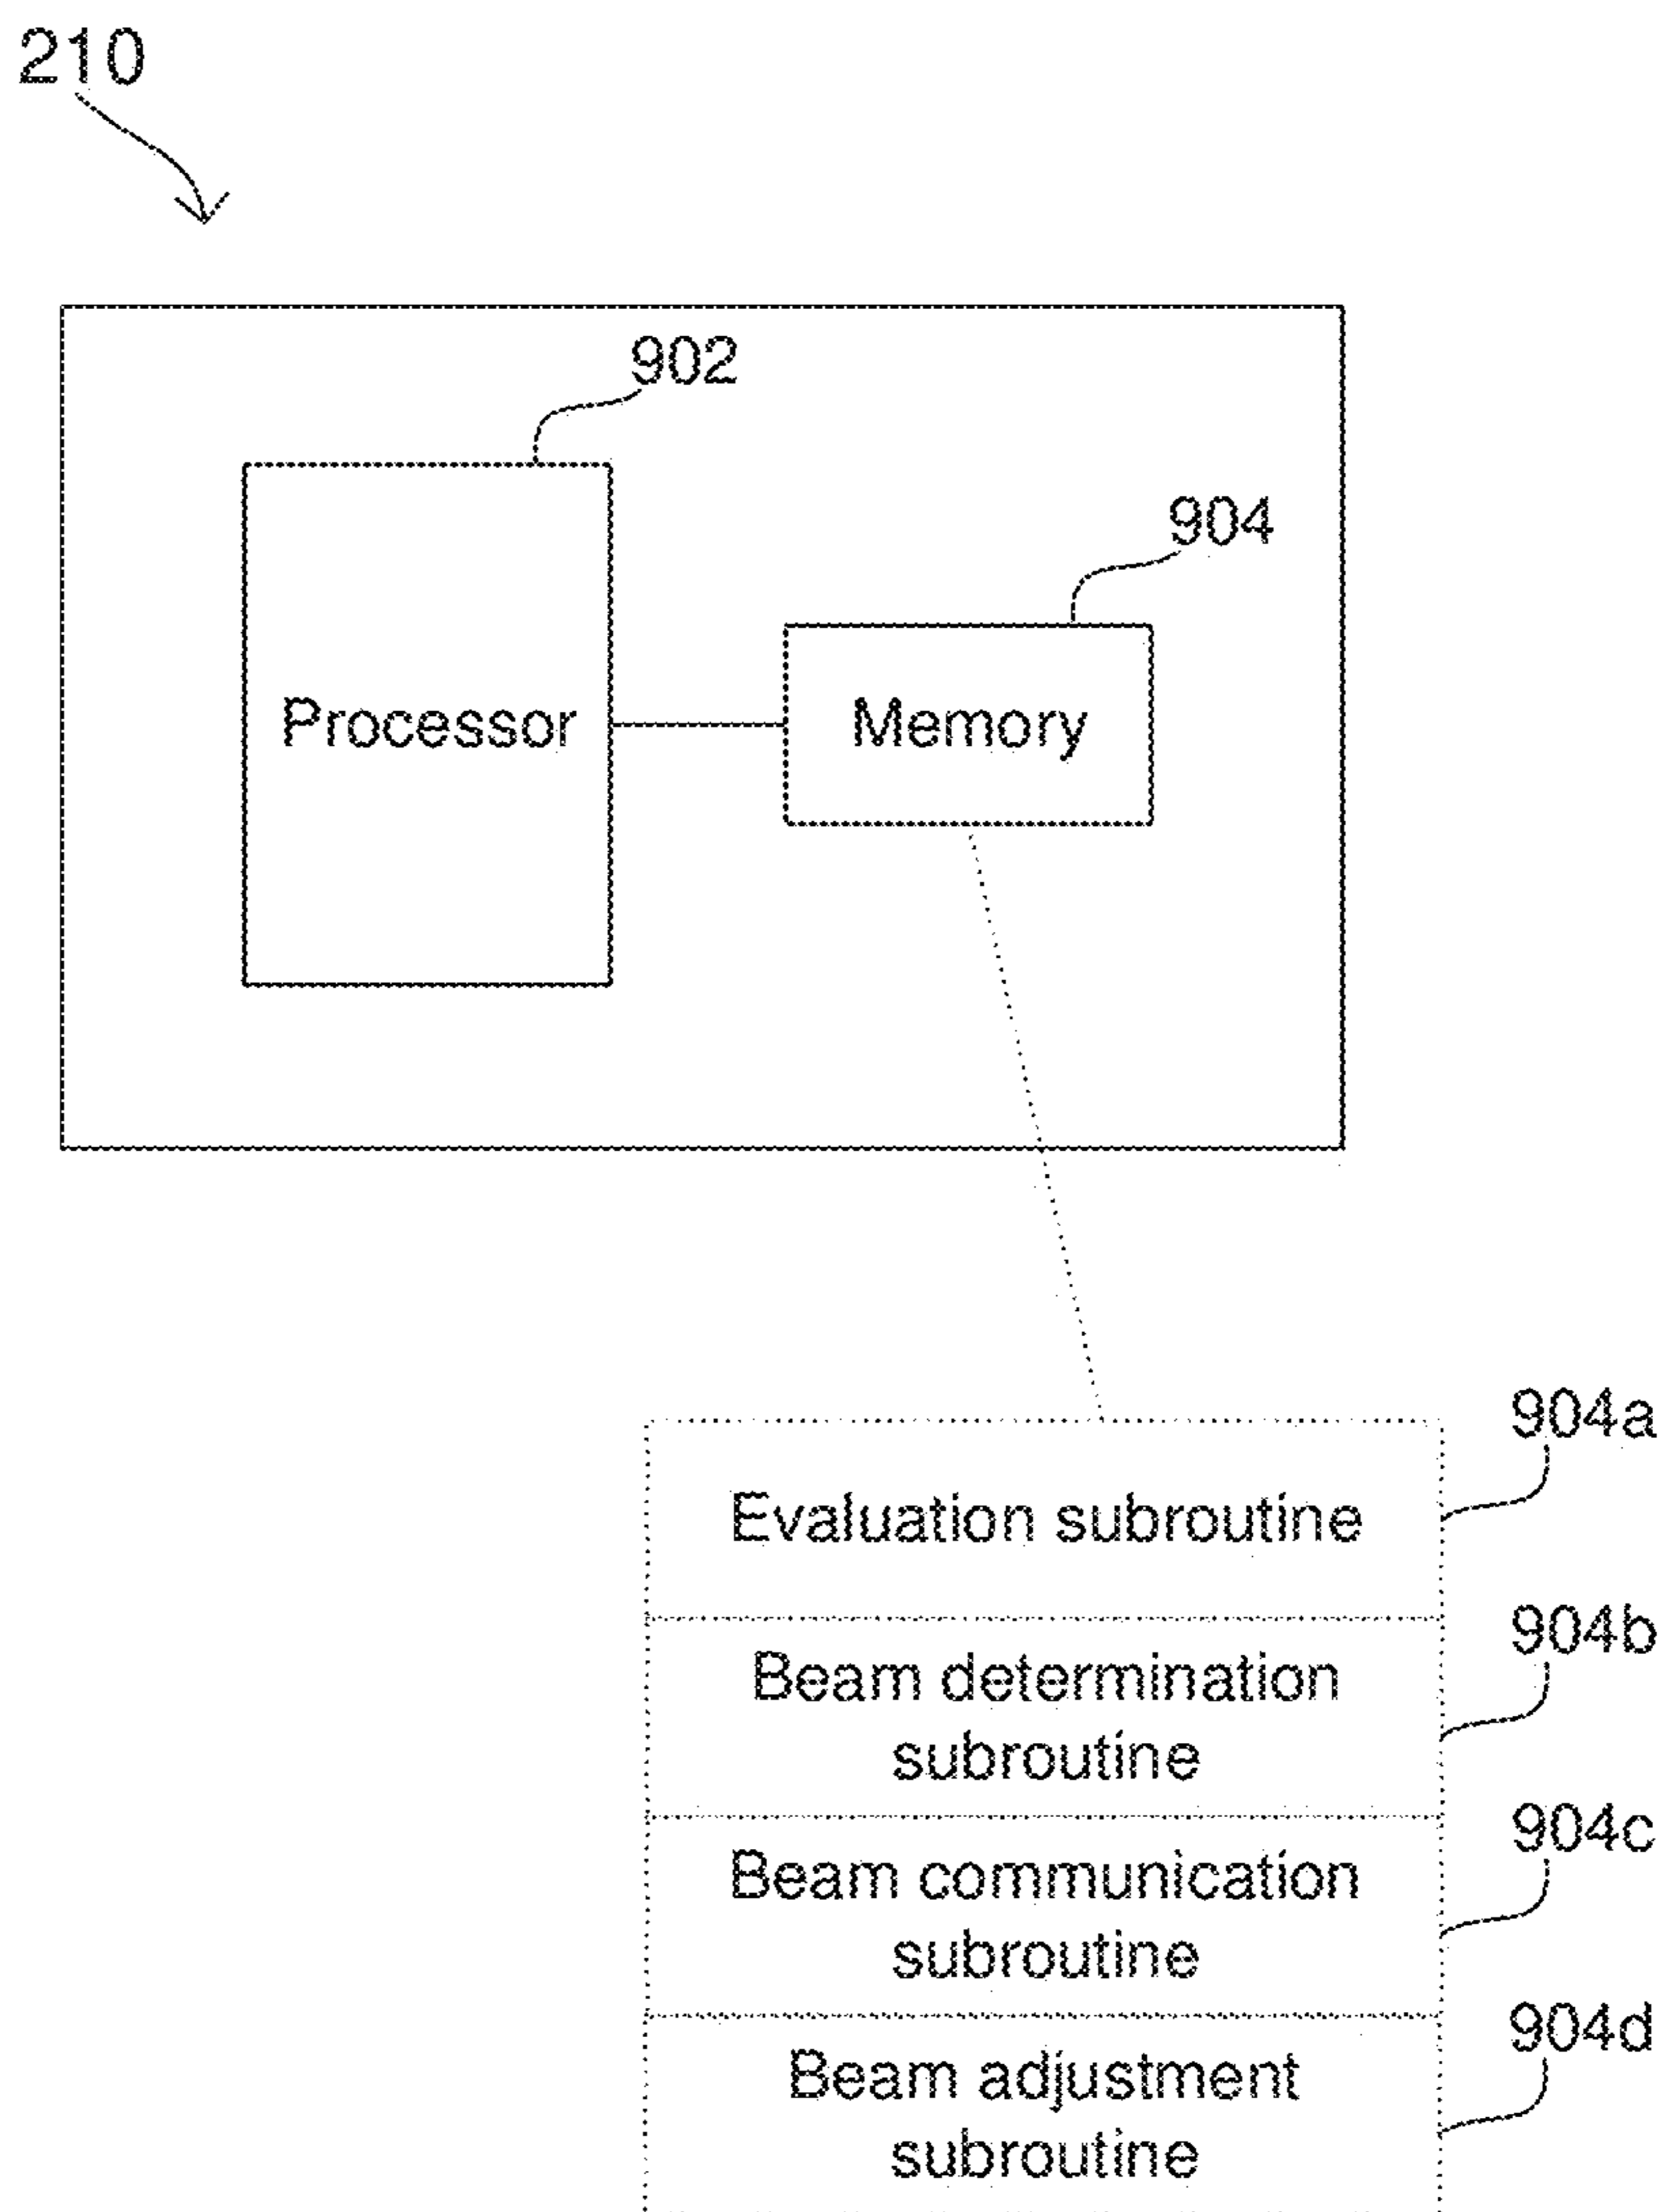 210
902
904
Processor
Memory
904a
Evaluation subroutine
904b
Beam determination
subroutine
904c
Beam communication
subroutine
904d
Beam adjustment
subroutine